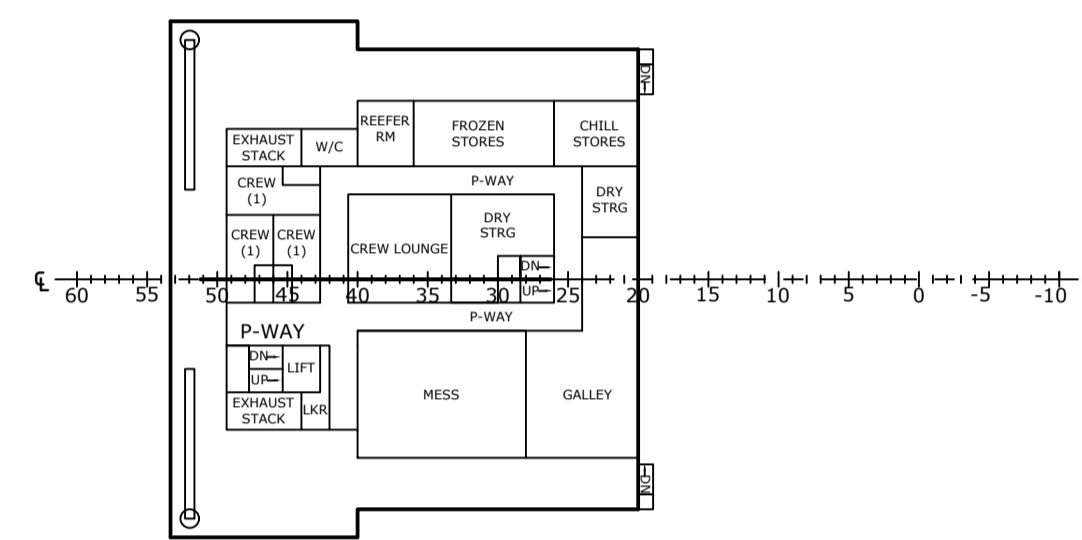 DN
REEFER
RM
FROZEN
STORES
CHILL
STORES
EXHAUST
STACK
W/C
P-WAY
CREW
(1)
DRY
STRG
DRY
STRG
CREW
(1)
CREW
(1)
CREW LOUNGE
DN
UP
℄
60 55 50 45 40 35 30 25 20 15 10 5 0 -5 -10
P-WAY
P-WAY
DN
UP
LIFT
MESS
GALLEY
EXHAUST
STACK
LKR
DN